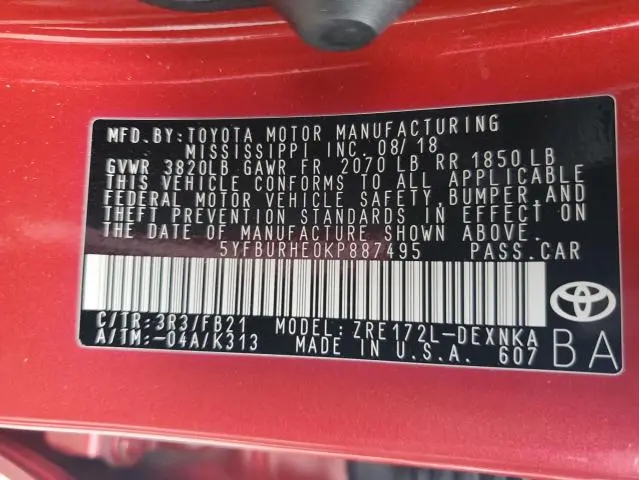 MFD.BY: TOYOTA MOTOR MANUFACTURING
MISSISSIPPI INC. 08/18
GVWR 3820LB GAWR FR 2070 LB RR 1850 LB
THIS VEHICLE CONFORMS TO ALL APPLICABLE
FEDERAL MOTOR VEHICLE SAFETY, BUMPER, AND
THEFT PREVENTION STANDARDS IN EFFECT ON
THE DATE OF MANUFACTURE SHOWN ABOVE.
5YFBURHE0KP887495 PASS.CAR
C/TR:3R3/FB21 MODEL: ZRE172L-DEXNKA
A/TM:-04A/K313 MADE IN U.S.A. 607
BA